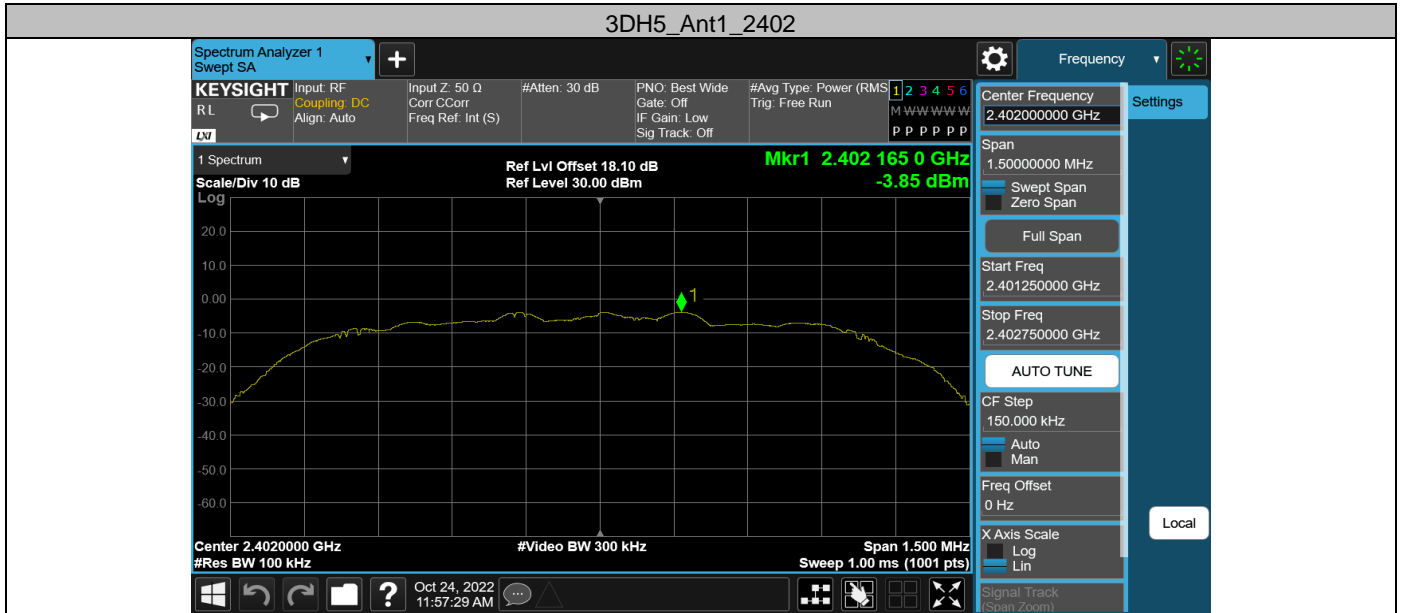 3DH5_Ant1_2402
Spectrum Analyzer 1
Swept SA
+
Frequency
KEYSIGHT
RL
LXI
Input: RF
Coupling: DC
Align: Auto
Input Z: 50 Ω
Corr CCorr
Freq Ref: Int (S)
#Atten: 30 dB
PNO: Best Wide
Gate: Off
IF Gain: Low
Sig Track: Off
#Avg Type: Power (RMS
Trig: Free Run
1 2 3 4 5 6
M W W W W W
P P P P P P
1 Spectrum
Scale/Div 10 dB
Ref Lvl Offset 18.10 dB
Ref Level 30.00 dBm
Mkr1 2.402 165 0 GHz
-3.85 dBm
Log
20.0
10.0
0.00
-10.0
-20.0
-30.0
-40.0
-50.0
-60.0
1
Center 2.4020000 GHz
#Res BW 100 kHz
#Video BW 300 kHz
Span 1.500 MHz
Sweep 1.00 ms (1001 pts)
Center Frequency
2.402000000 GHz
Span
1.50000000 MHz
Swept Span
Zero Span
Full Span
Start Freq
2.401250000 GHz
Stop Freq
2.402750000 GHz
AUTO TUNE
CF Step
150.000 kHz
Auto
Man
Freq Offset
0 Hz
X Axis Scale
Log
Lin
Signal Track
(Span Zoom)
Settings
Local
?
Oct 24, 2022
11:57:29 AM